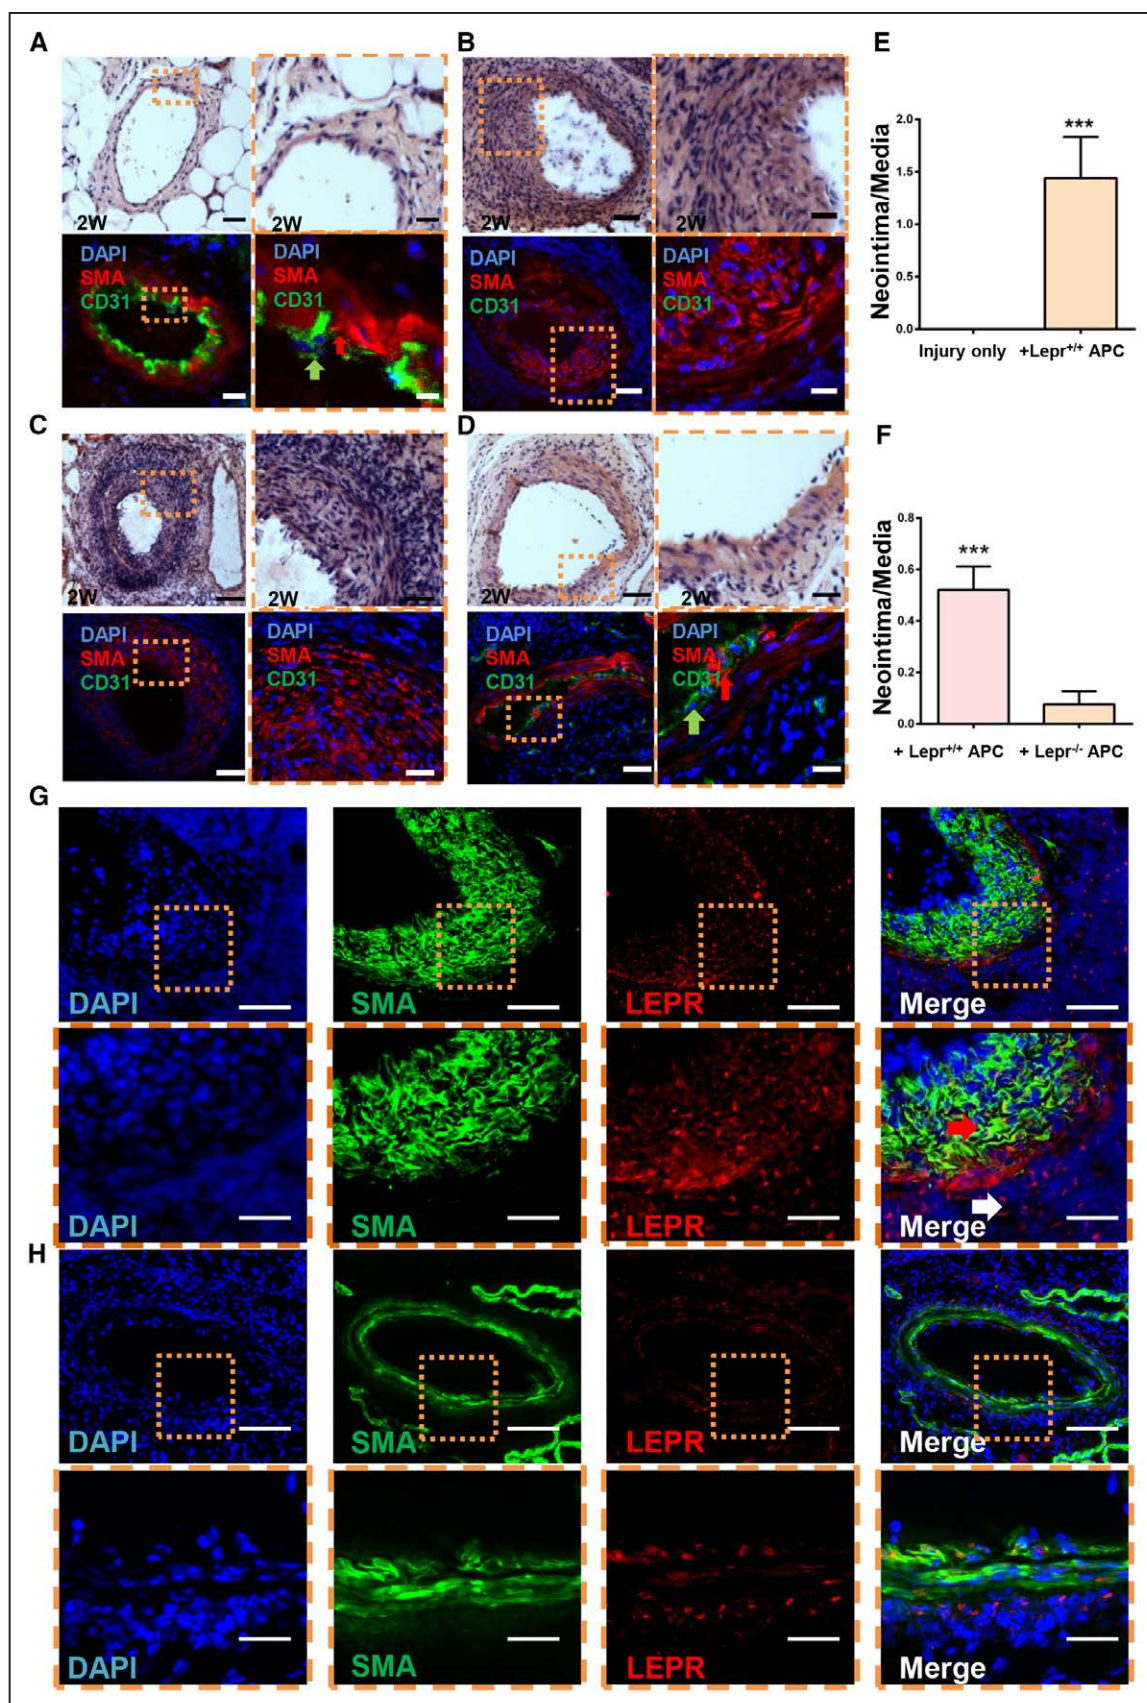 A
2W
2W
DAPI
SMA
CD31
DAPI
SMA
CD31
B
2W
2W
DAPI
SMA
CD31
DAPI
SMA
CD31
E
Neointima/Media
2.0
1.5
1.0
0.5
0.0
***
Injury only
+Lepr+/+ APC
C
2W
2W
DAPI
SMA
CD31
DAPI
SMA
CD31
D
2W
2W
DAPI
SMA
CD31
DAPI
SMA
CD31
F
Neointima/Media
0.8
0.6
0.4
0.2
0.0
***
+ Lepr+/+ APC
+ Lepr-/- APC
G
DAPI
SMA
LEPR
Merge
DAPI
SMA
LEPR
Merge
H
DAPI
SMA
LEPR
Merge
DAPI
SMA
LEPR
Merge